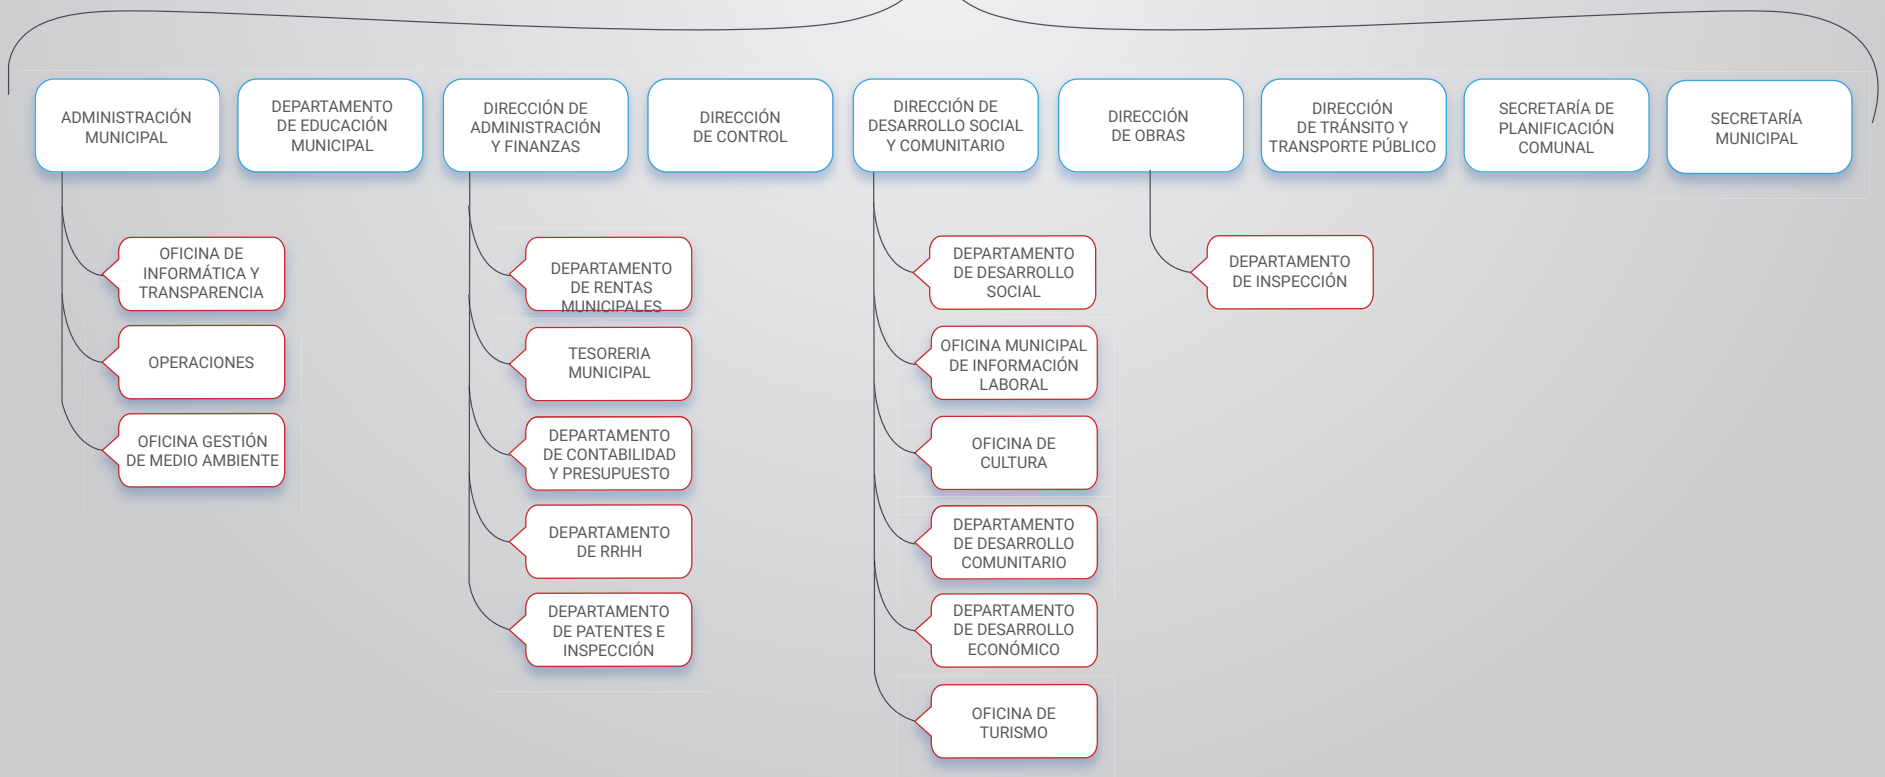 ADMINISTRACIÓN
MUNICIPAL
DEPARTAMENTO
DE EDUCACIÓN
MUNICIPAL
DIRECCIÓN DE
ADMINISTRACIÓN
Y FINANZAS
DIRECCIÓN
DE CONTROL
DIRECCIÓN DE
DESARROLLO SOCIAL
Y COMUNITARIO
DIRECCIÓN
DE OBRAS
DIRECCIÓN
DE TRÁNSITO Y
TRANSPORTE PÚBLICO
SECRETARÍA DE
PLANIFICACIÓN
COMUNAL
SECRETARÍA
MUNICIPAL
OFICINA DE
INFORMÁTICA Y
TRANSPARENCIA
OPERACIONES
OFICINA GESTIÓN
DE MEDIO AMBIENTE
DEPARTAMENTO
DE RENTAS
MUNICIPALES
TESORERIA
MUNICIPAL
DEPARTAMENTO
DE CONTABILIDAD
Y PRESUPUESTO
DEPARTAMENTO
DE RRHH
DEPARTAMENTO
DE PATENTES E
INSPECCIÓN
DEPARTAMENTO
DE DESARROLLO
SOCIAL
OFICINA MUNICIPAL
DE INFORMACIÓN
LABORAL
OFICINA DE
CULTURA
DEPARTAMENTO
DE DESARROLLO
COMUNITARIO
DEPARTAMENTO
DE DESARROLLO
ECONÓMICO
OFICINA DE
TURISMO
DEPARTAMENTO
DE INSPECCIÓN